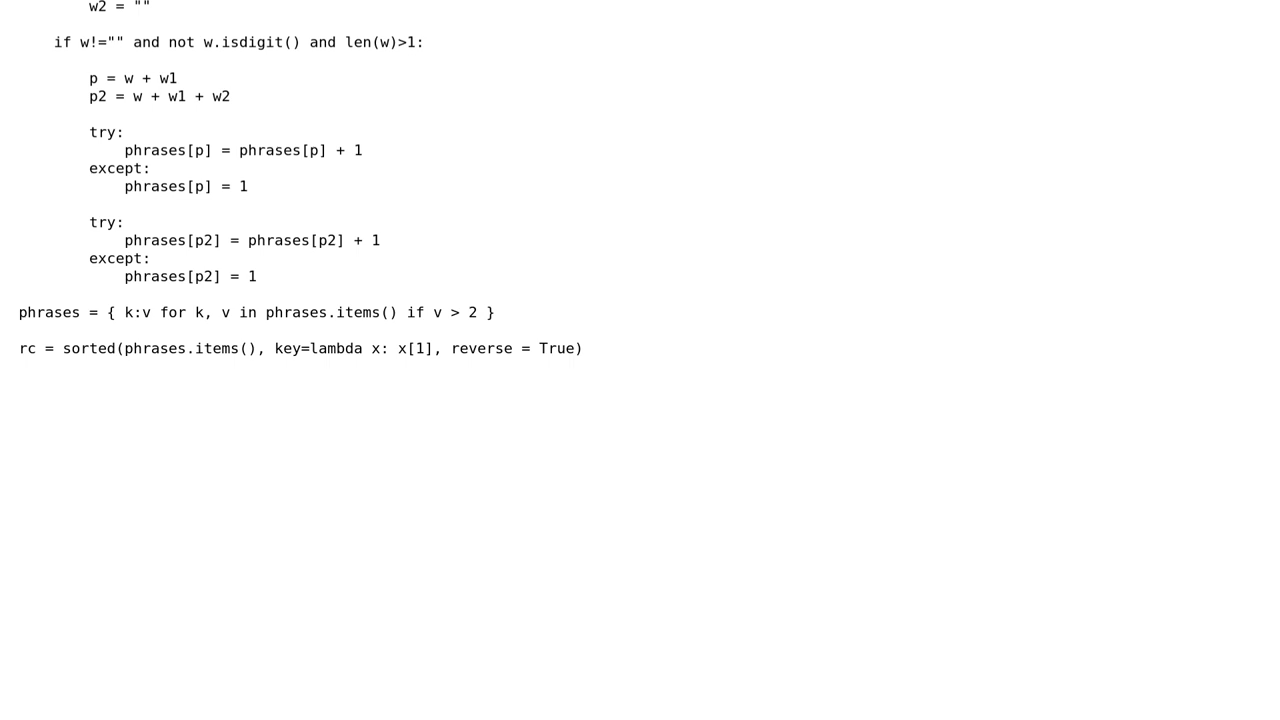 w2 = ""
if w!="" and not w.isdigit() and len(w)>1:
p = w + w1
p2 = w + w1 + w2
try:
phrases[p] = phrases[p] + 1
except:
phrases[p] = 1
try:
phrases[p2] = phrases[p2] + 1
except:
phrases[p2] = 1
phrases = { k:v for k, v in phrases.items() if v > 2 }
rc = sorted(phrases.items(), key=lambda x: x[1], reverse = True)